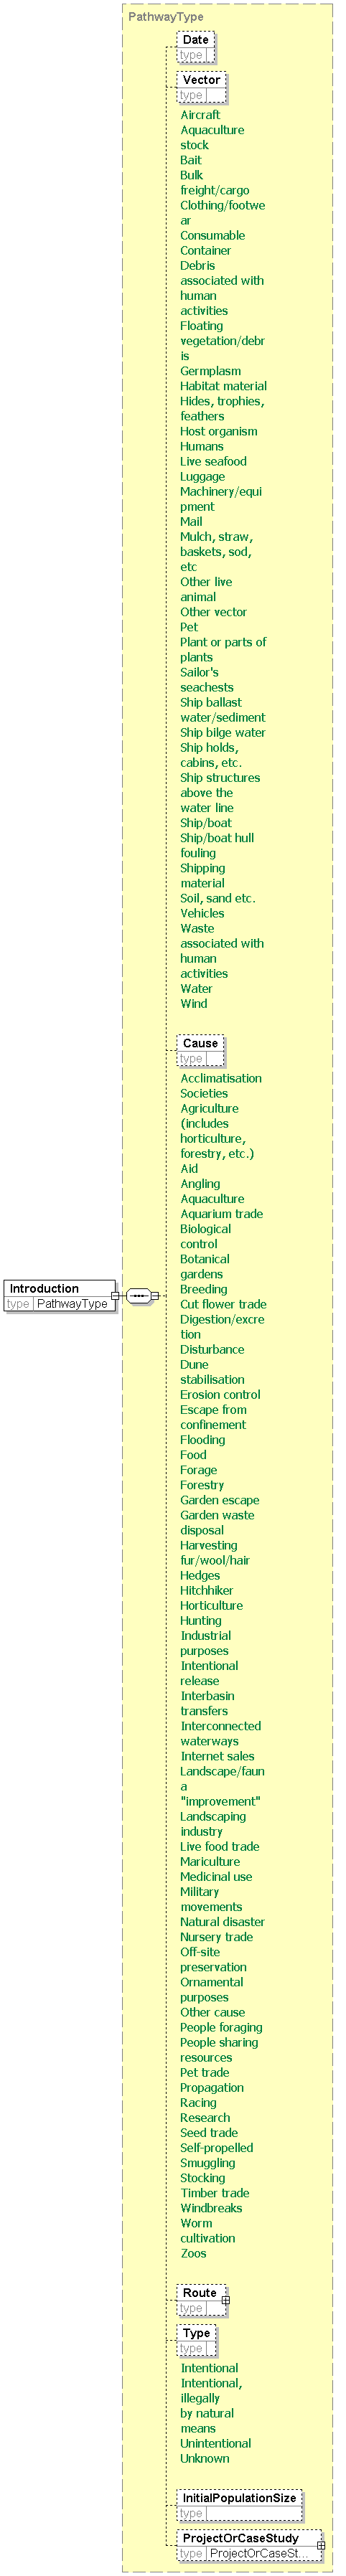 PathwayType
Date
type
Vector
type
Aircraft
Aquaculture
stock
Bait
Bulk
freight/cargo
Clothing/footwe
ar
Consumable
Container
Debris
associated with
human
activities
Floating
vegetation/debr
is
Germplasm
Habitat material
Hides, trophies,
feathers
Host organism
Humans
Live seafood
Luggage
Machinery/equi
pment
Mail
Mulch, straw,
baskets, sod,
etc
Other live
animal
Other vector
Pet
Plant or parts of
plants
Sailor's
seachests
Ship ballast
water/sediment
Ship bilge water
Ship holds,
cabins, etc.
Ship structures
above the
water line
Ship/boat
Ship/boat hull
fouling
Shipping
material
Soil, sand etc.
Vehicles
Waste
associated with
human
activities
Water
Wind
Cause
type
Acclimatisation
Societies
Agriculture
(includes
horticulture,
forestry, etc.)
Aid
Angling
Aquaculture
Aquarium trade
Biological
control
Botanical
gardens
Breeding
Cut flower trade
Digestion/excre
tion
Disturbance
Dune
stabilisation
Erosion control
Escape from
confinement
Flooding
Food
Forage
Forestry
Garden escape
Garden waste
disposal
Harvesting
fur/wool/hair
Hedges
Hitchhiker
Horticulture
Hunting
Industrial
purposes
Intentional
release
Interbasin
transfers
Interconnected
waterways
Internet sales
Landscape/faun
a
"improvement"
Landscaping
industry
Live food trade
Mariculture
Medicinal use
Military
movements
Natural disaster
Nursery trade
Off-site
preservation
Ornamental
purposes
Other cause
People foraging
People sharing
resources
Pet trade
Propagation
Racing
Research
Seed trade
Self-propelled
Smuggling
Stocking
Timber trade
Windbreaks
Worm
cultivation
Zoos
Introduction
type PathwayType
Route
type
Type
type
Intentional
Intentional,
illegally
by natural
means
Unintentional
Unknown
InitialPopulationSize
type
ProjectOrCaseStudy
type ProjectOrCaseSt...